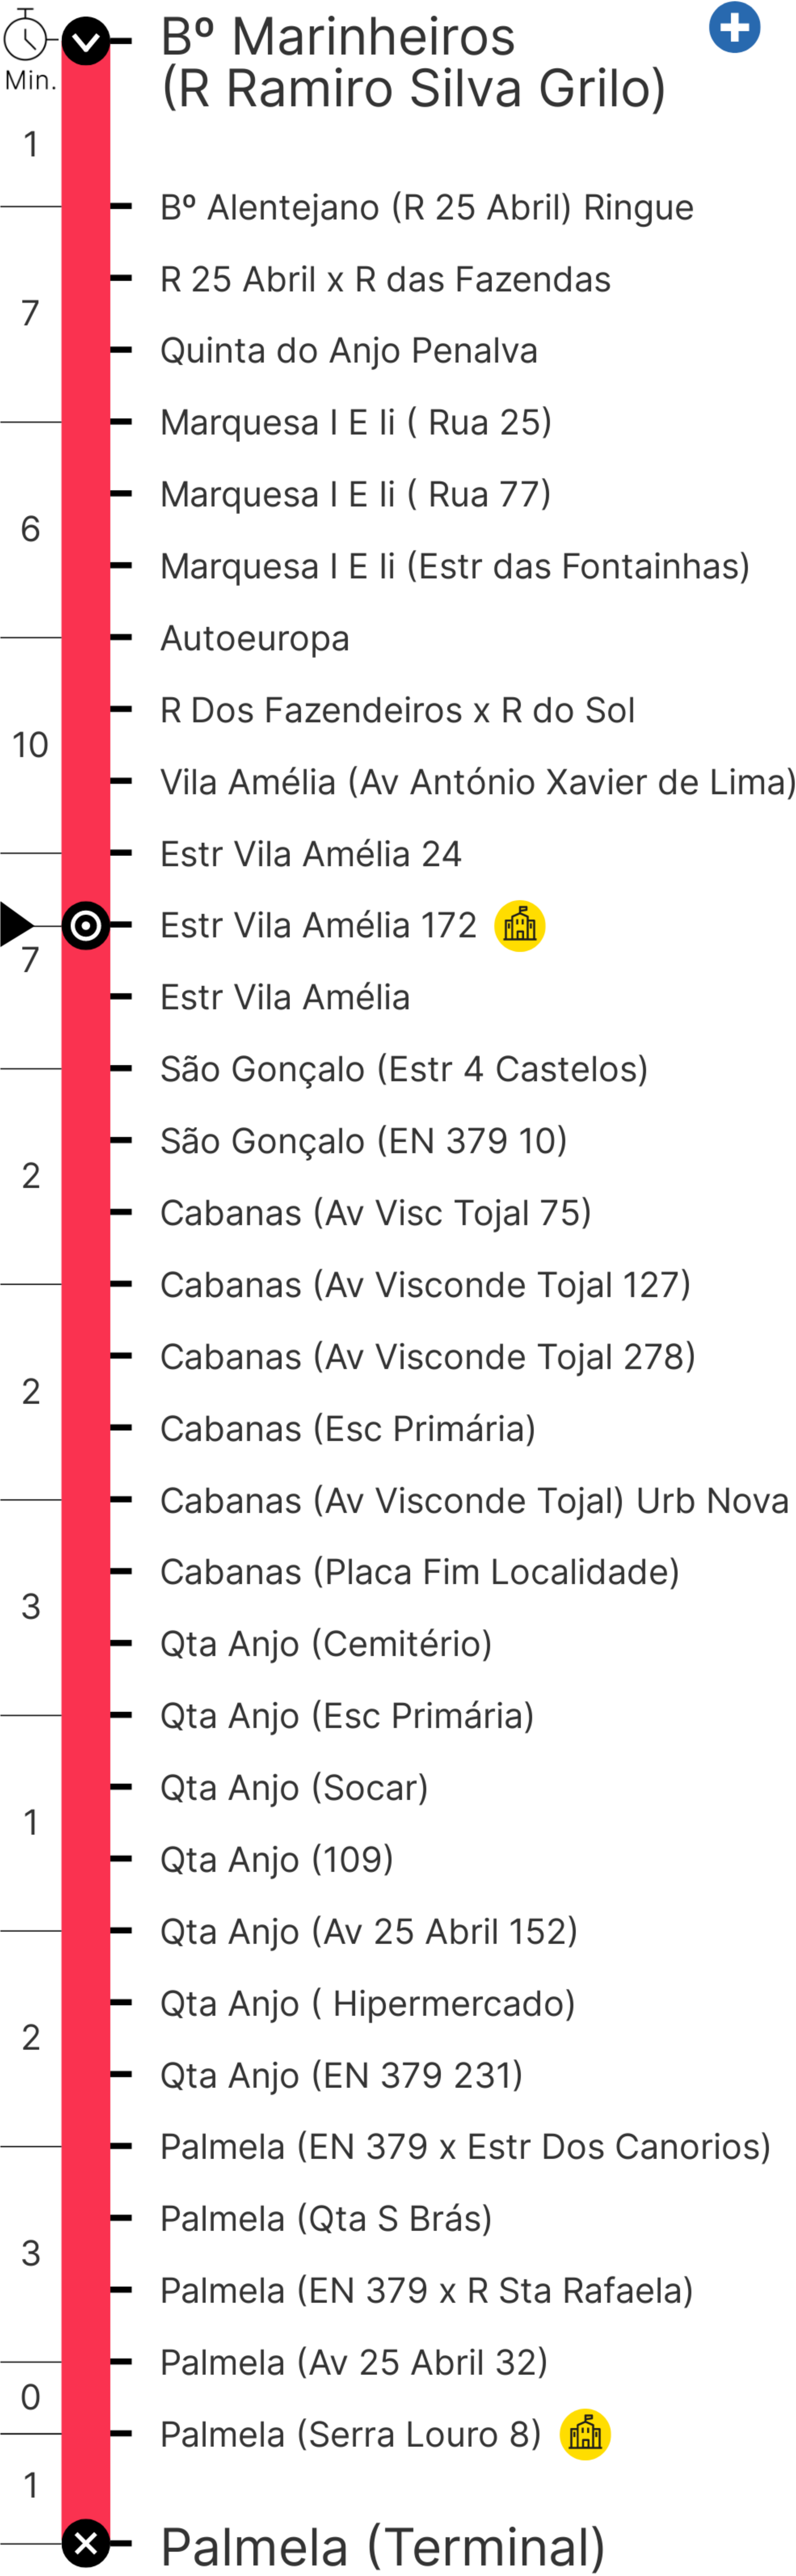 Bº Marinheiros
(R Ramiro Silva Grilo)
Min.
1
Bº Alentejano (R 25 Abril) Ringue
R 25 Abril x R das Fazendas
7
Quinta do Anjo Penalva
Marquesa I E Ii ( Rua 25)
Marquesa I E Ii ( Rua 77)
6
Marquesa I E Ii (Estr das Fontainhas)
Autoeuropa
R Dos Fazendeiros x R do Sol
10
Vila Amélia (Av António Xavier de Lima)
Estr Vila Amélia 24
Estr Vila Amélia 172
7
Estr Vila Amélia
São Gonçalo (Estr 4 Castelos)
São Gonçalo (EN 379 10)
2
Cabanas (Av Visc Tojal 75)
Cabanas (Av Visconde Tojal 127)
Cabanas (Av Visconde Tojal 278)
2
Cabanas (Esc Primária)
Cabanas (Av Visconde Tojal) Urb Nova
Cabanas (Placa Fim Localidade)
3
Qta Anjo (Cemitério)
Qta Anjo (Esc Primária)
Qta Anjo (Socar)
1
Qta Anjo (109)
Qta Anjo (Av 25 Abril 152)
Qta Anjo ( Hipermercado)
2
Qta Anjo (EN 379 231)
Palmela (EN 379 x Estr Dos Canorios)
Palmela (Qta S Brás)
3
Palmela (EN 379 x R Sta Rafaela)
Palmela (Av 25 Abril 32)
0
Palmela (Serra Louro 8)
1
Palmela (Terminal)